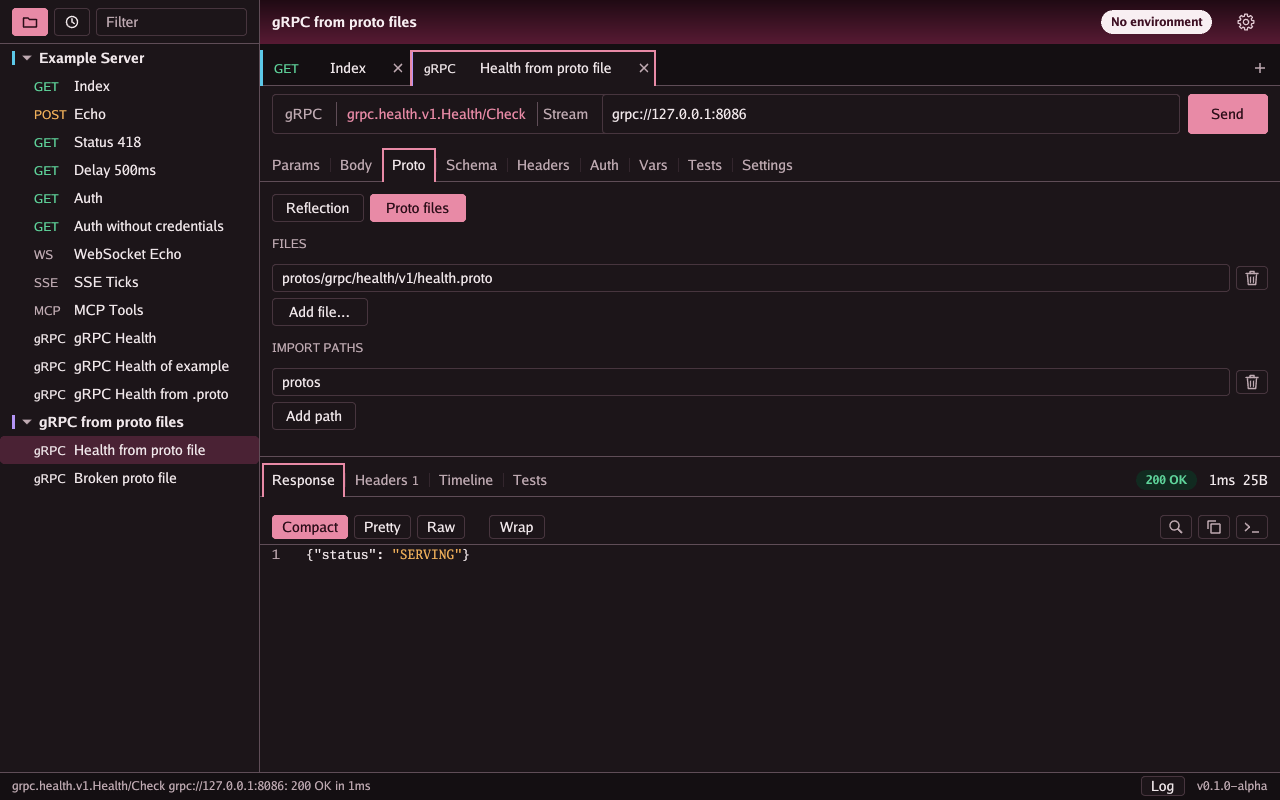 Filter
gRPC from proto files
No environment
Example Server
GET Index
POST Echo
GET Status 418
GET Delay 500ms
GET Auth
GET Auth without credentials
WS WebSocket Echo
SSE SSE Ticks
MCP MCP Tools
gRPC gRPC Health
gRPC gRPC Health of example
gRPC gRPC Health from .proto
gRPC from proto files
gRPC Health from proto file
gRPC Broken proto file
GET Index
gRPC Health from proto file
gRPC grpc.health.v1.Health/Check Stream grpc://127.0.0.1:8086 Send
Params Body Proto Schema Headers Auth Vars Tests Settings
Reflection Proto files
FILES
protos/grpc/health/v1/health.proto
Add file...
IMPORT PATHS
protos
Add path
Response Headers 1 Timeline Tests 200 OK 1ms 25B
Compact Pretty Raw Wrap
1 {"status": "SERVING"}
grpc.health.v1.Health/Check grpc://127.0.0.1:8086: 200 OK in 1ms
Log v0.1.0-alpha